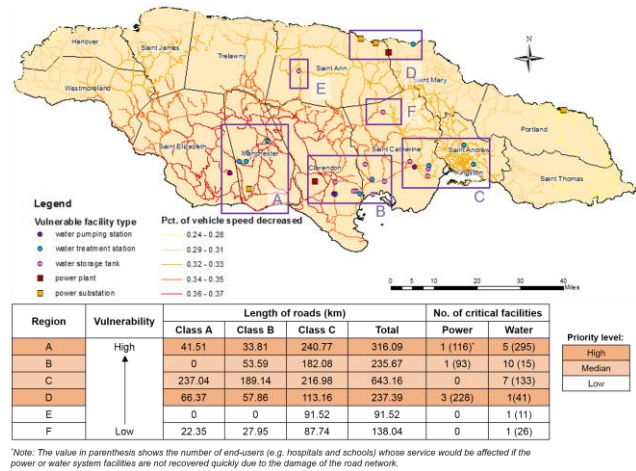 N
Hanover
Saint James
Trelawny
Saint Ann
Saint Mary
D
Westmoreland
E
F
Portland
Saint Elizabeth
Manchester
Clarendon
Saint Catherine
Saint Andrew
Kingston
Saint Thomas
A
B
C
Legend
Vulnerable facility type
water pumping station
water treatment station
water storage tank
power plant
power substation
Pct. of vehicle speed decreased
0.24 - 0.28
0.29 - 0.31
0.32 - 0.33
0.34 - 0.35
0.36 - 0.37
0 5 10 20 30 40
Miles
Region Vulnerability Length of roads (km) No. of critical facilities
Class A Class B Class C Total Power Water
A High 41.51 33.81 240.77 316.09 1 (116)* 5 (295)
B 0 53.59 182.08 235.67 1 (93) 10 (15)
C 237.04 189.14 216.98 643.16 0 7 (133)
D 66.37 57.86 113.16 237.39 3 (228) 1(41)
E 0 0 91.52 91.52 0 1 (11)
F Low 22.35 27.95 87.74 138.04 0 1 (26)
Priority level:
High
Median
Low
*Note: The value in parenthesis shows the number of end-users (e.g. hospitals and schools) whose service would be affected if the
power or water system facilities are not recovered quickly due to the damage of the road network.